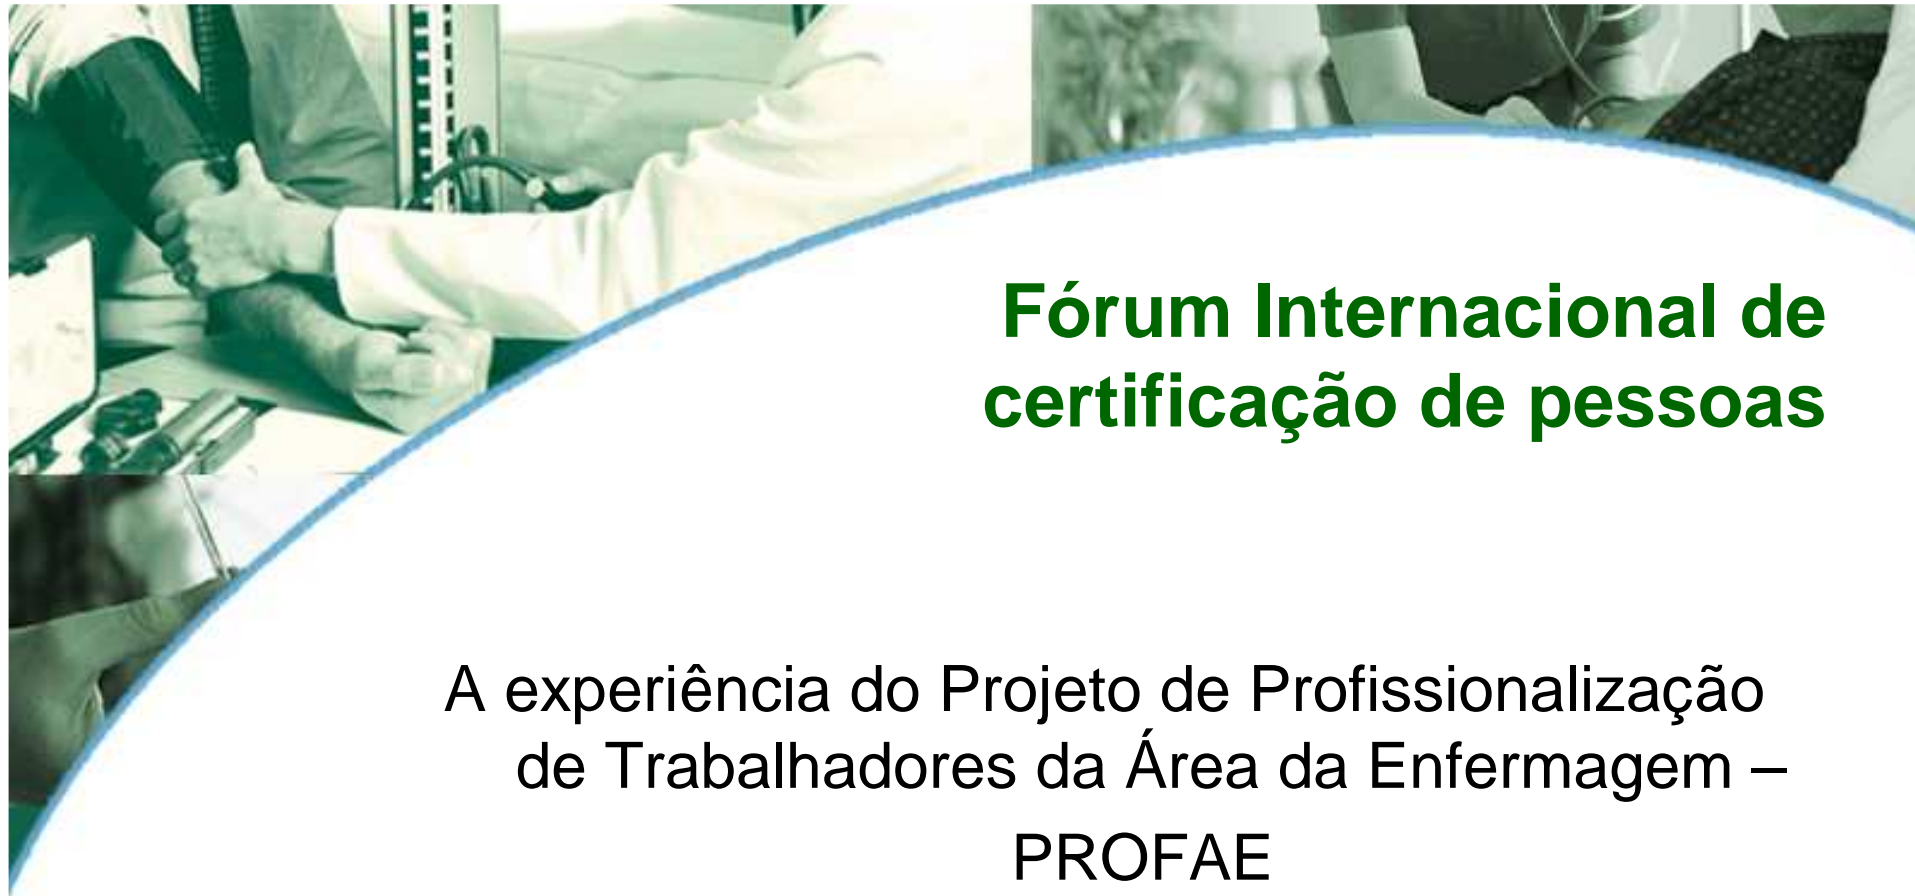 Fórum Internacional de
certificação de pessoas
A experiência do Projeto de Profissionalização
de Trabalhadores da Área da Enfermagem –
PROFAE